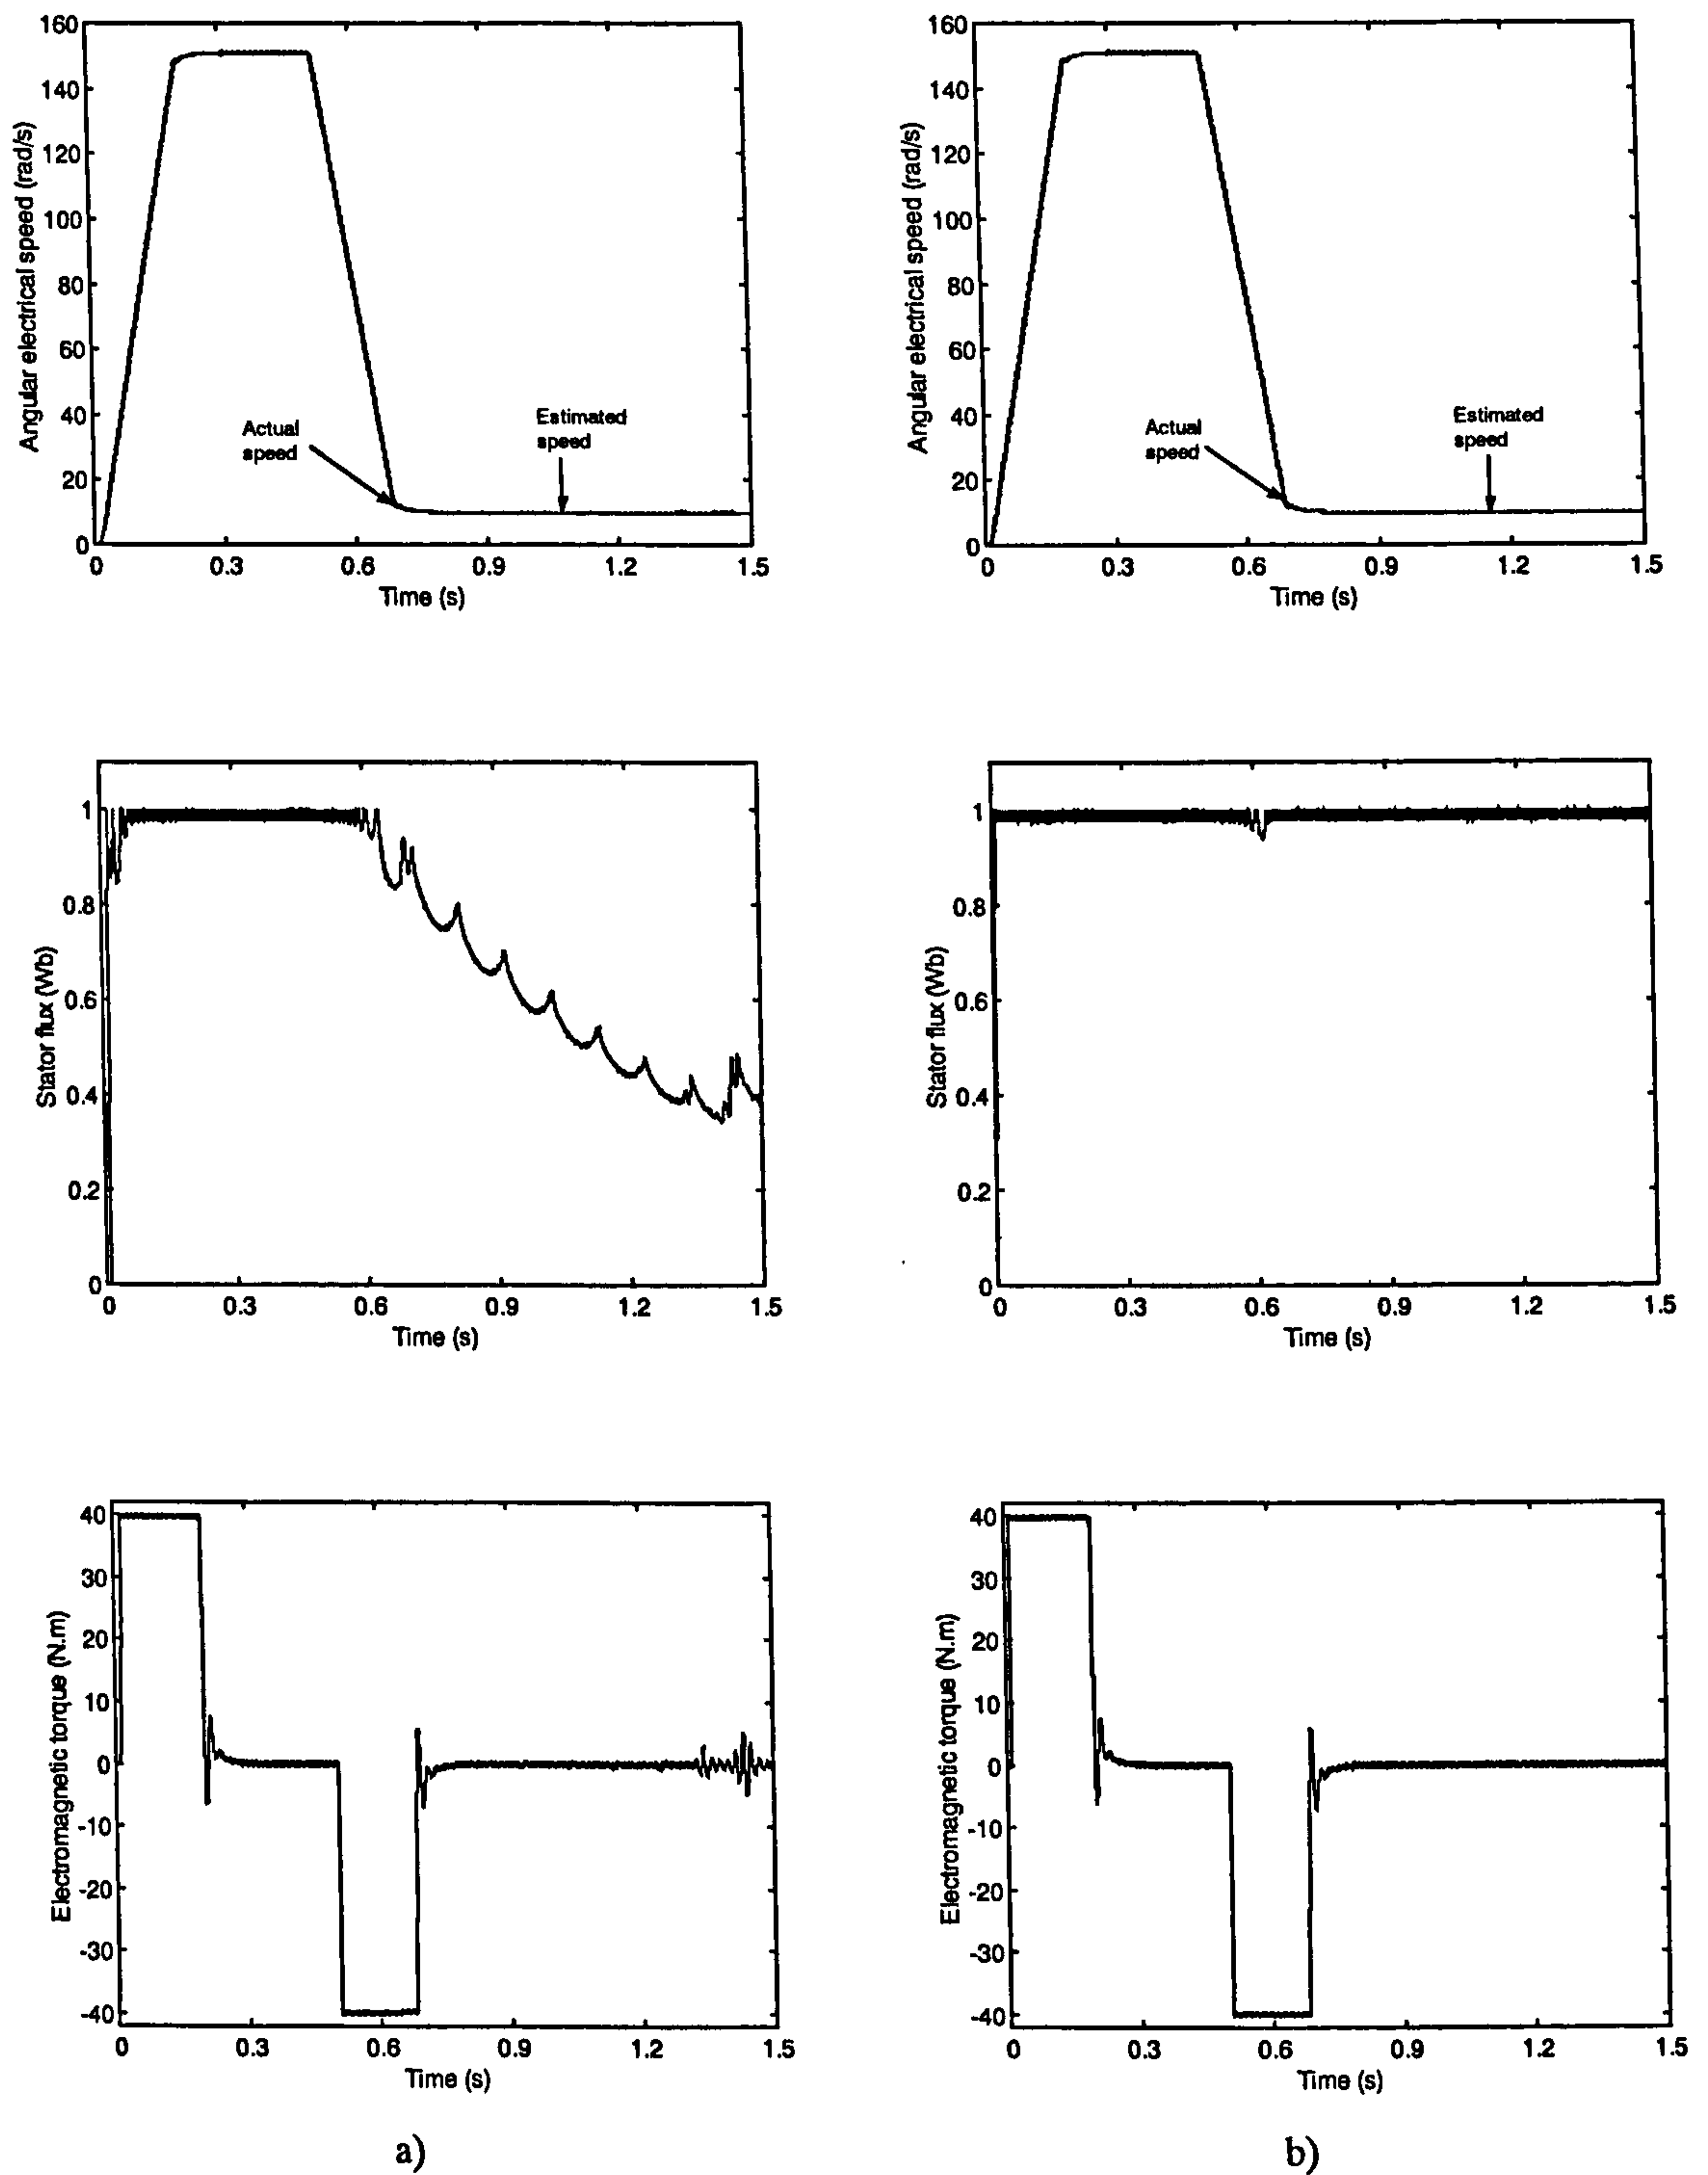 160
140
120
100
80
60
40
20
0
Angular electrical speed (rad/s)
Actual
speed
Estimated
speed
0 0.3 0.6 0.9 1.2 1.5
Time (s)
160
140
120
100
80
60
40
20
0
Angular electrical speed (rad/s)
Actual
speed
Estimated
speed
0 0.3 0.6 0.9 1.2 1.5
Time (s)
1
0.8
0.6
0.4
0.2
0
Stator flux (Wb)
0 0.3 0.6 0.9 1.2 1.5
Time (s)
1
0.8
0.6
0.4
0.2
0
Stator flux (Wb)
0 0.3 0.6 0.9 1.2 1.5
Time (s)
40
30
20
10
0
-10
-20
-30
-40
Electromagnetic torque (N.m)
0 0.3 0.6 0.9 1.2 1.5
Time (s)
40
30
20
10
0
-10
-20
-30
-40
Electromagnetic torque (N.m)
0 0.3 0.6 0.9 1.2 1.5
Time (s)
a)
b)